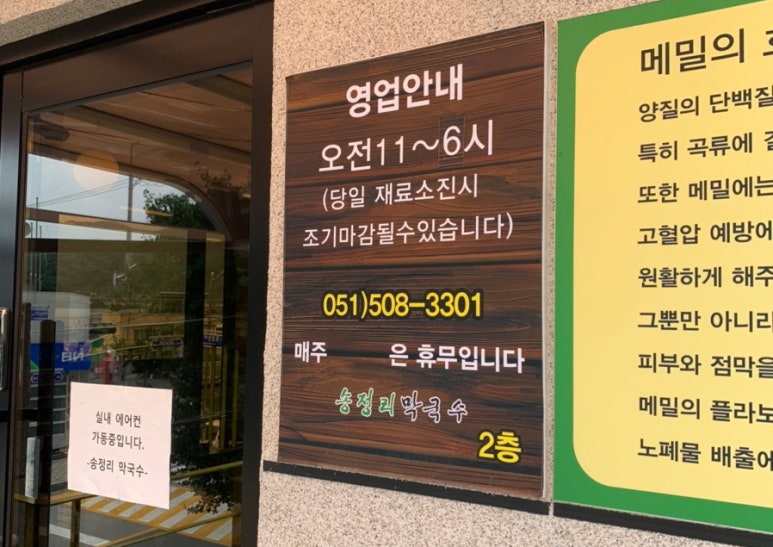 영업안내
오전11~6시
(당일 재료소진시
조기마감될수있습니다)
051)508-3301
매주 은 휴무입니다
송정리막국수
2층
실내 에어컨
가동중입니다.
-송정리 막국수-
메밀의
양질의 단백질
특히 곡류에
또한 메밀에는
고혈압 예방에
원활하게 해주
그뿐만 아니라
피부와 점막을
메밀의 플라보
노폐물 배출에